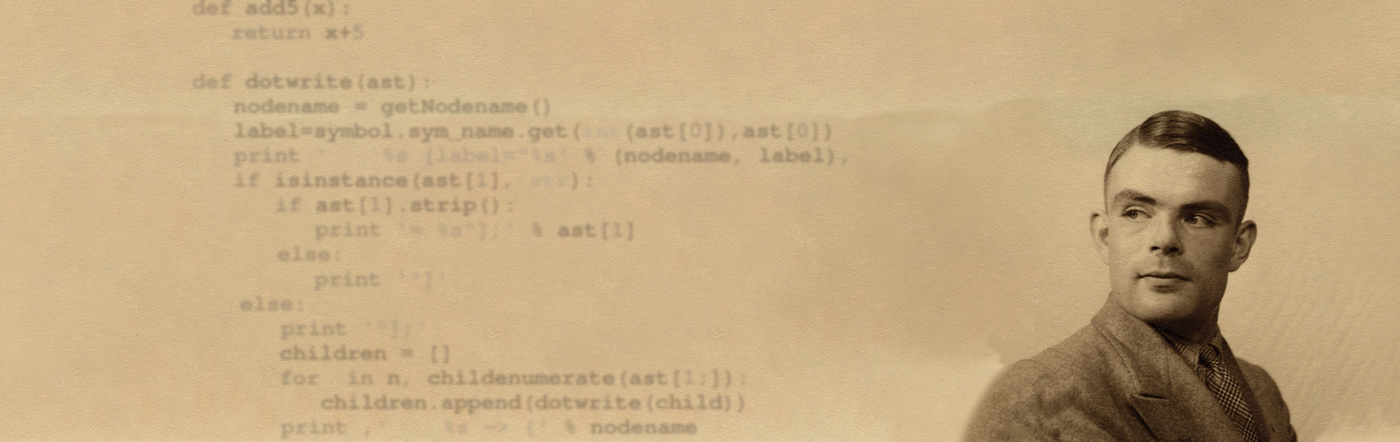 def add5(x):
return x+5
def dotwrite(ast):
nodename = getNodename()
label=symbol.sym_name.get(int(ast[0]),ast[0])
print '    %s [label="%s' % (nodename, label),
if isinstance(ast[1], str):
if ast[1].strip():
print '= %s"];' % ast[1]
else:
print '"]'
else:
print '"];'
children = []
for  in n, childenumerate(ast[1:]):
children.append(dotwrite(child))
print ,'    %s -> {' % nodename